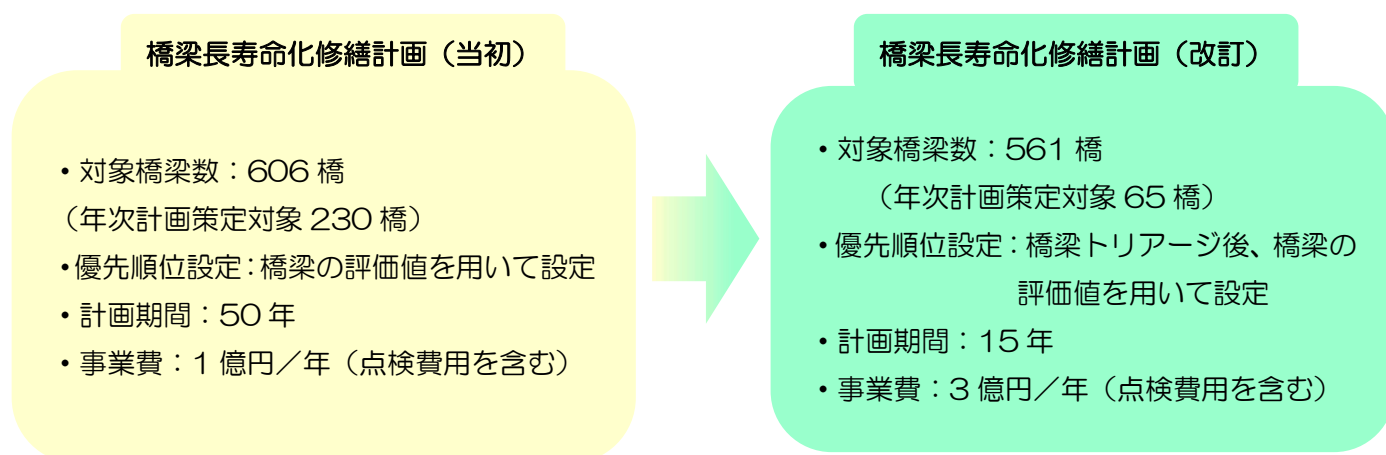 橋梁長寿命化修繕計画（当初）
・対象橋梁数：606 橋
（年次計画策定対象 230 橋）
・優先順位設定：橋梁の評価値を用いて設定
・計画期間：50 年
・事業費：1 億円／年（点検費用を含む）
橋梁長寿命化修繕計画（改訂）
・対象橋梁数：561 橋
（年次計画策定対象 65 橋）
・優先順位設定：橋梁トリアージ後、橋梁の
評価値を用いて設定
・計画期間：15 年
・事業費：3 億円／年（点検費用を含む）